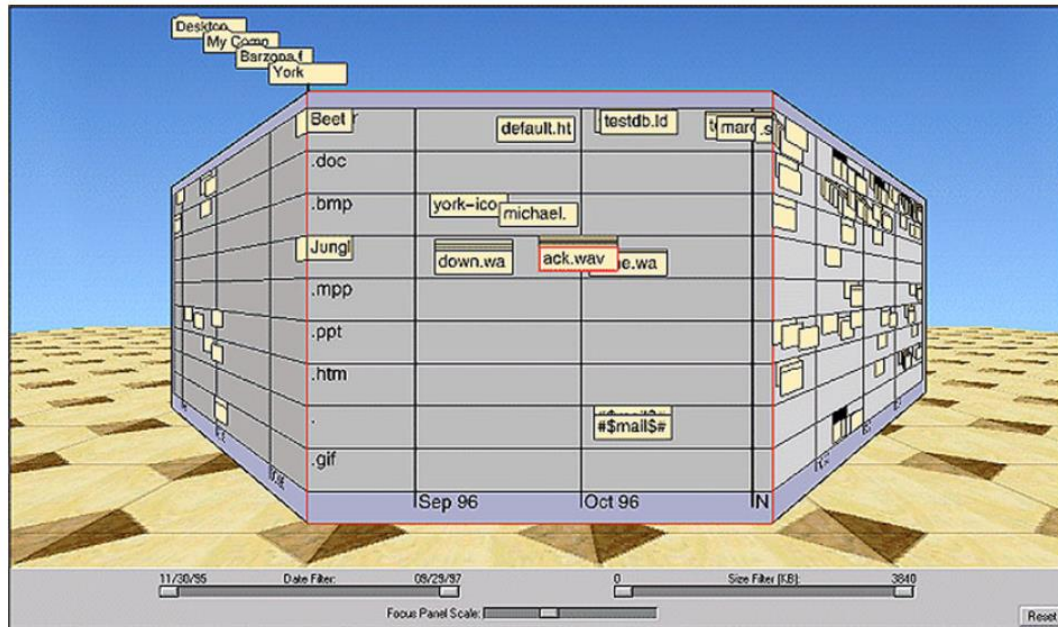 Desktop
My Comp
Barzona.f
York
Beet
default.ht
testdb.ld
marc
.s
.doc
.bmp
york-ico
michael.
Jungl
down.wa
ack.wav
ne.wa
.mpp
.ppt
.htm
.
#$mail$#
.gif
Sep 96
Oct 96
N
11/30/95 Date Filter: 09/29/97
0 Size Filter [KB]: 3840
Focus Panel Scale:
Reset